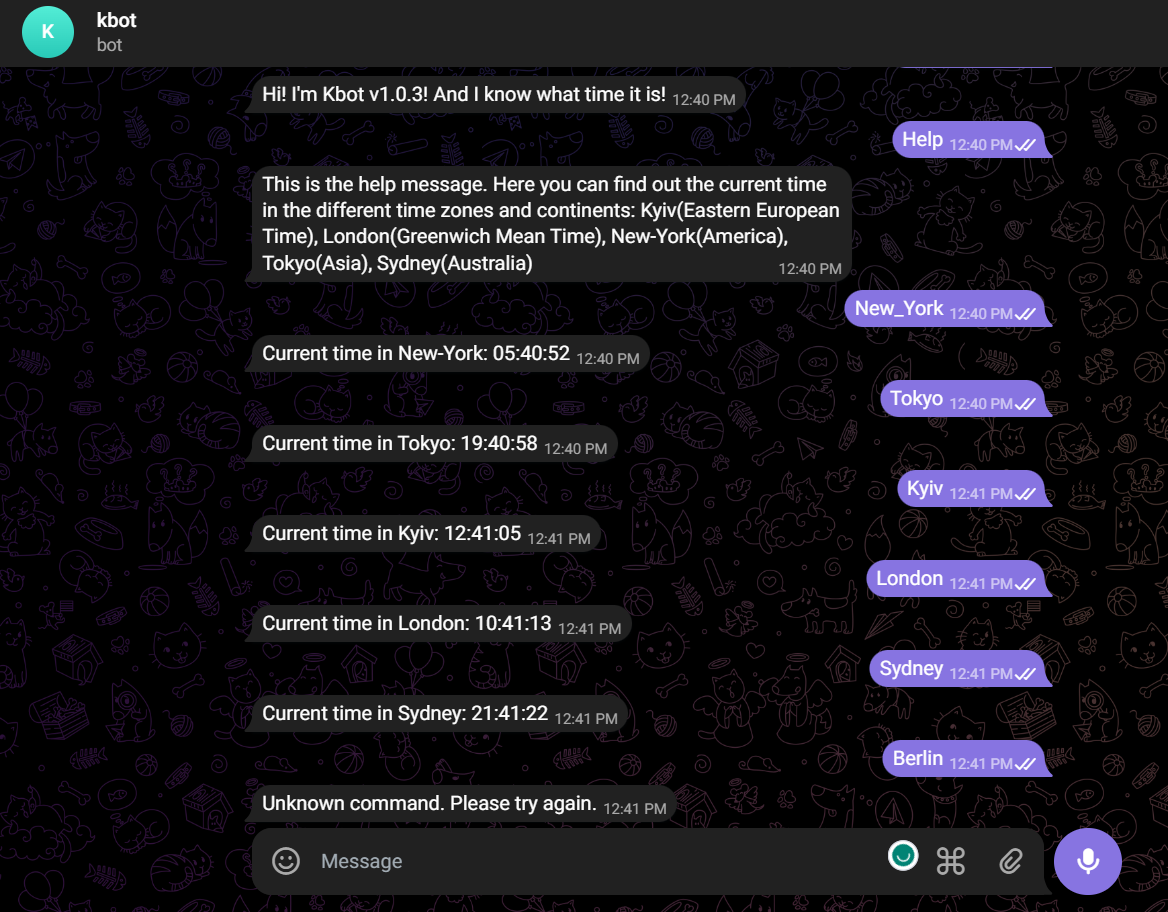 K
kbot
bot
Hi! I'm Kbot v1.0.3! And I know what time it is! 12:40 PM
Help 12:40 PM
This is the help message. Here you can find out the current time
in the different time zones and continents: Kyiv(Eastern European
Time), London(Greenwich Mean Time), New-York(America),
Tokyo(Asia), Sydney(Australia) 12:40 PM
New_York 12:40 PM
Current time in New-York: 05:40:52 12:40 PM
Tokyo 12:40 PM
Current time in Tokyo: 19:40:58 12:40 PM
Kyiv 12:41 PM
Current time in Kyiv: 12:41:05 12:41 PM
London 12:41 PM
Current time in London: 10:41:13 12:41 PM
Sydney 12:41 PM
Current time in Sydney: 21:41:22 12:41 PM
Berlin 12:41 PM
Unknown command. Please try again. 12:41 PM
Message